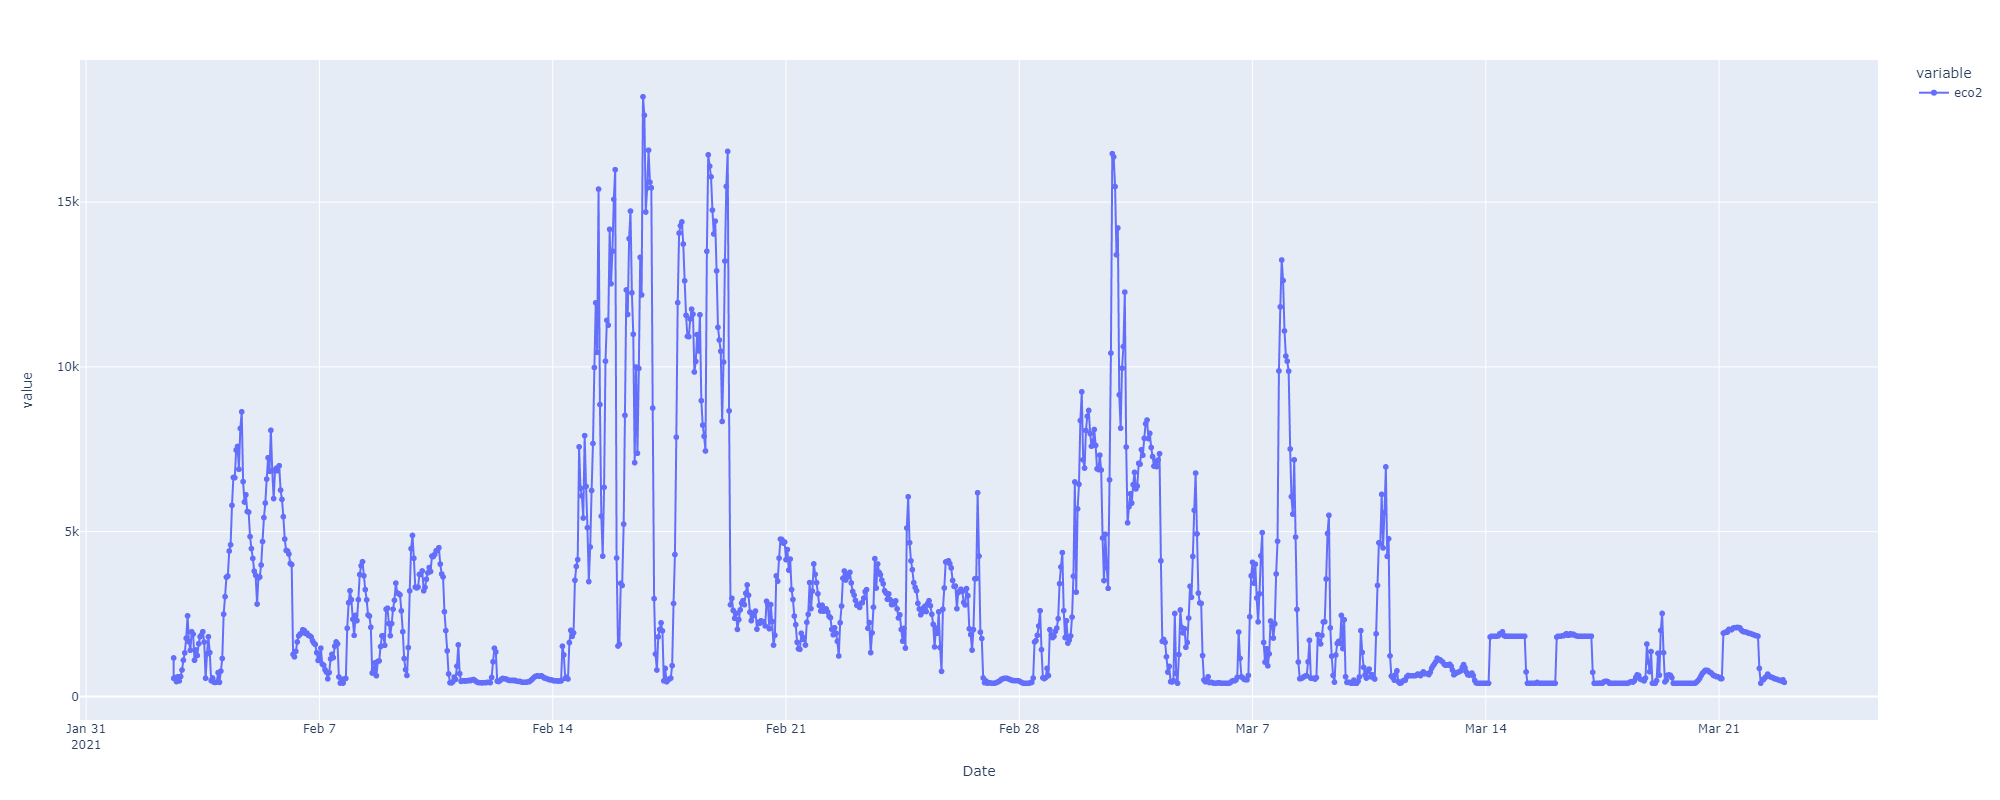 variable
eco2
15k
10k
5k
0
value
Jan 31
2021
Feb 7
Feb 14
Feb 21
Feb 28
Mar 7
Mar 14
Mar 21
Date